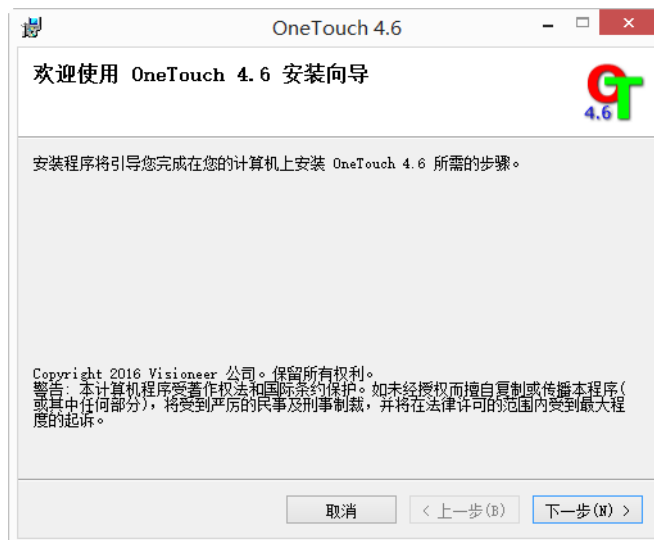 OneTouch 4.6
欢迎使用 OneTouch 4.6 安装向导
OT
4.6
安装程序将引导您完成在您的计算机上安装 OneTouch 4.6 所需的步骤。
Copyright 2016 Visioneer 公司。保留所有权利。
警告: 本计算机程序受著作权法和国际条约保护。如未经授权而擅自复制或传播本程序(
或其中任何部分), 将受到严厉的民事及刑事制裁, 并将在法律许可的范围内受到最大程
度的起诉。
取消
< 上一步(B)
下一步(N) >